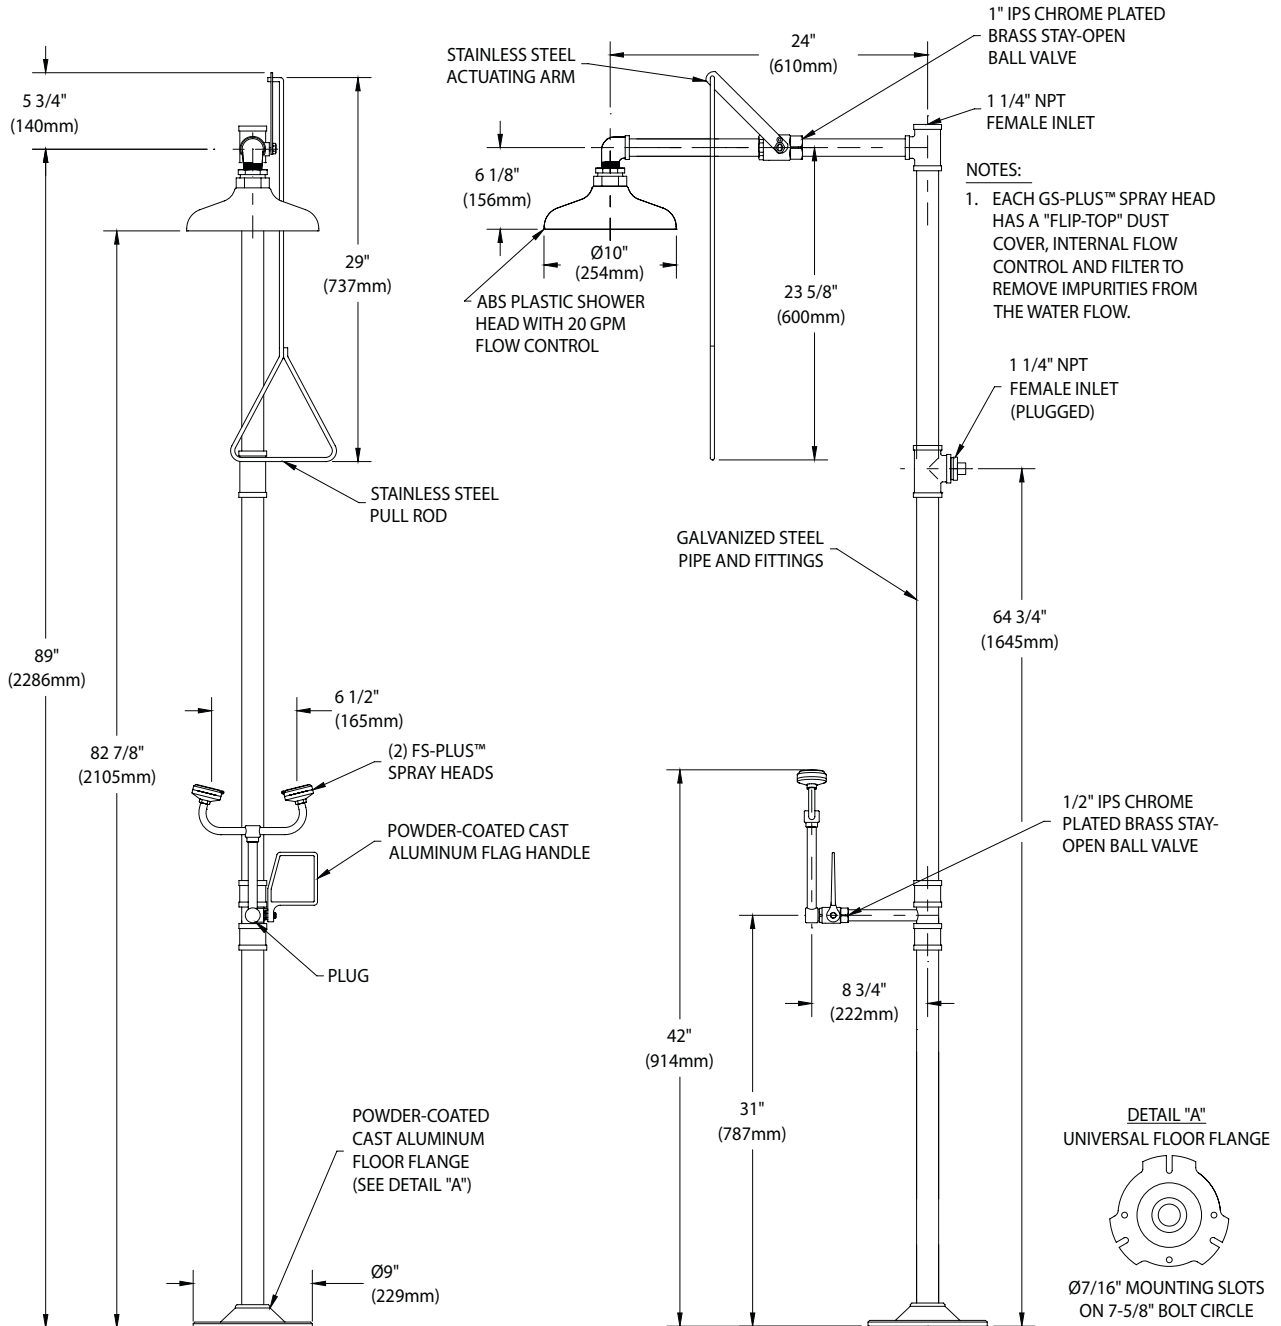 5 3/4"
(140mm)
29"
(737mm)
STAINLESS STEEL
PULL ROD
89"
(2286mm)
82 7/8"
(2105mm)
6 1/2"
(165mm)
(2) FS-PLUS™
SPRAY HEADS
POWDER-COATED CAST
ALUMINUM FLAG HANDLE
PLUG
POWDER-COATED
CAST ALUMINUM
FLOOR FLANGE
(SEE DETAIL "A")
Ø9"
(229mm)
STAINLESS STEEL
ACTUATING ARM
24"
(610mm)
1" IPS CHROME PLATED
BRASS STAY-OPEN
BALL VALVE
1 1/4" NPT
FEMALE INLET
6 1/8"
(156mm)
Ø10"
(254mm)
ABS PLASTIC SHOWER
HEAD WITH 20 GPM
FLOW CONTROL
23 5/8"
(600mm)
NOTES:
1. EACH GS-PLUS™ SPRAY HEAD
HAS A "FLIP-TOP" DUST
COVER, INTERNAL FLOW
CONTROL AND FILTER TO
REMOVE IMPURITIES FROM
THE WATER FLOW.
1 1/4" NPT
FEMALE INLET
(PLUGGED)
GALVANIZED STEEL
PIPE AND FITTINGS
64 3/4"
(1645mm)
1/2" IPS CHROME
PLATED BRASS STAY-
OPEN BALL VALVE
8 3/4"
(222mm)
42"
(914mm)
31"
(787mm)
DETAIL "A"
UNIVERSAL FLOOR FLANGE
Ø7/16" MOUNTING SLOTS
ON 7-5/8" BOLT CIRCLE